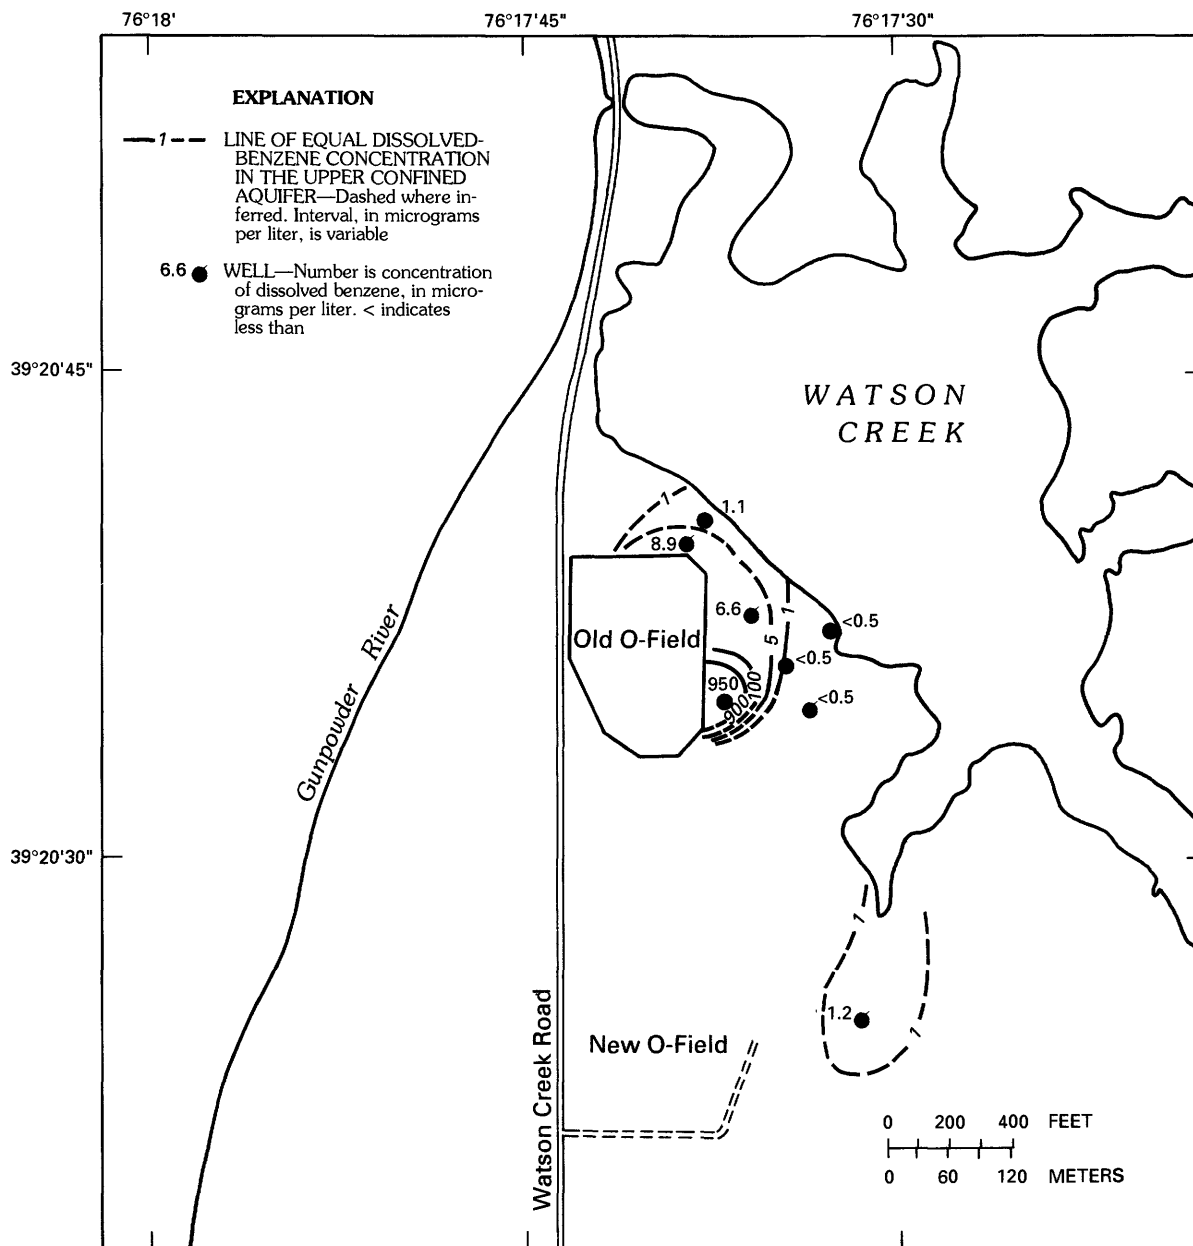 76°18'
76°17'45"
76°17'30"
EXPLANATION
1
LINE OF EQUAL DISSOLVED-
BENZENE CONCENTRATION
IN THE UPPER CONFINED
AQUIFER—Dashed where in-
ferred. Interval, in micrograms
per liter, is variable
6.6
WELL—Number is concentration
of dissolved benzene, in micro-
grams per liter. < indicates
less than
39°20'45"
WATSON
CREEK
1
1.1
8.9
6.6
1
<0.5
Old O-Field
5
<0.5
950
100
900
<0.5
Gunpowder River
39°20'30"
1
1.2
1
New O-Field
Watson Creek Road
0 200 400 FEET
0 60 120 METERS